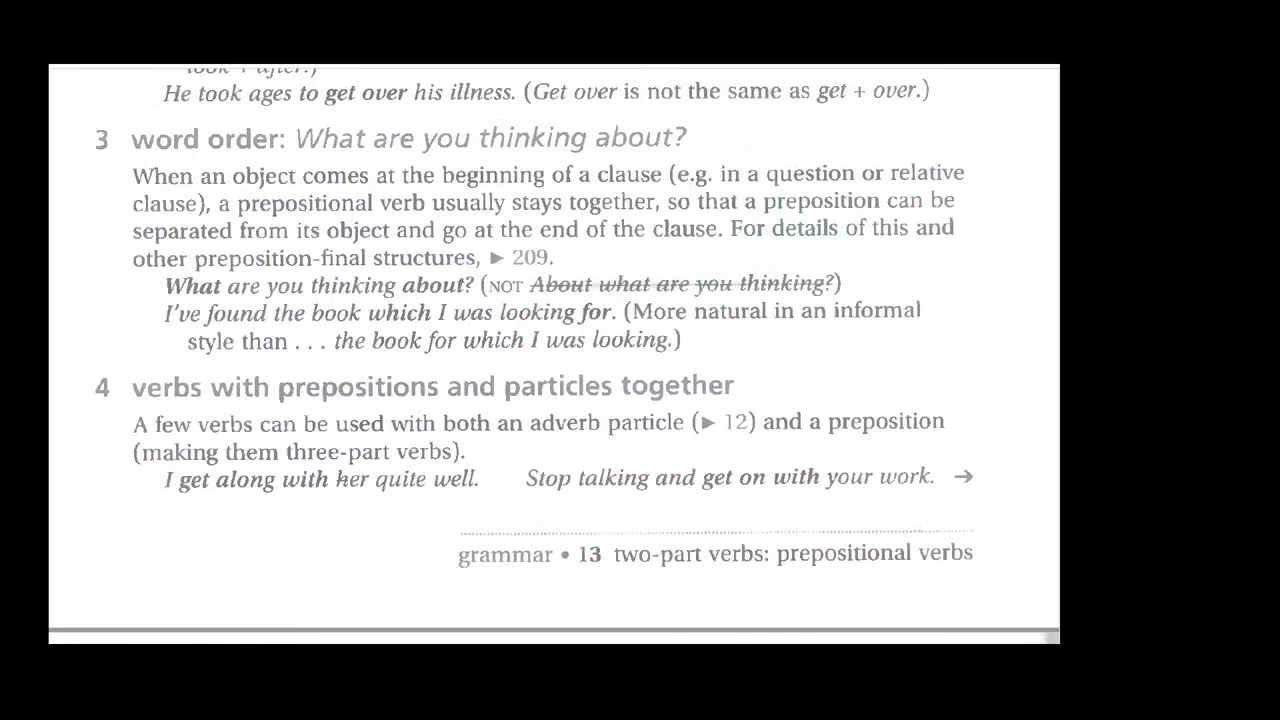 look + after.)
He took ages to get over his illness. (Get over is not the same as get + over.)
3 word order: What are you thinking about?
When an object comes at the beginning of a clause (e.g. in a question or relative
clause), a prepositional verb usually stays together, so that a preposition can be
separated from its object and go at the end of the clause. For details of this and
other preposition-final structures, ▶ 209.
What are you thinking about? (NOT About what are you thinking?)
I've found the book which I was looking for. (More natural in an informal
style than . . . the book for which I was looking.)
4 verbs with prepositions and particles together
A few verbs can be used with both an adverb particle (▶ 12) and a preposition
(making them three-part verbs).
I get along with her quite well. Stop talking and get on with your work. →
grammar • 13 two-part verbs: prepositional verbs